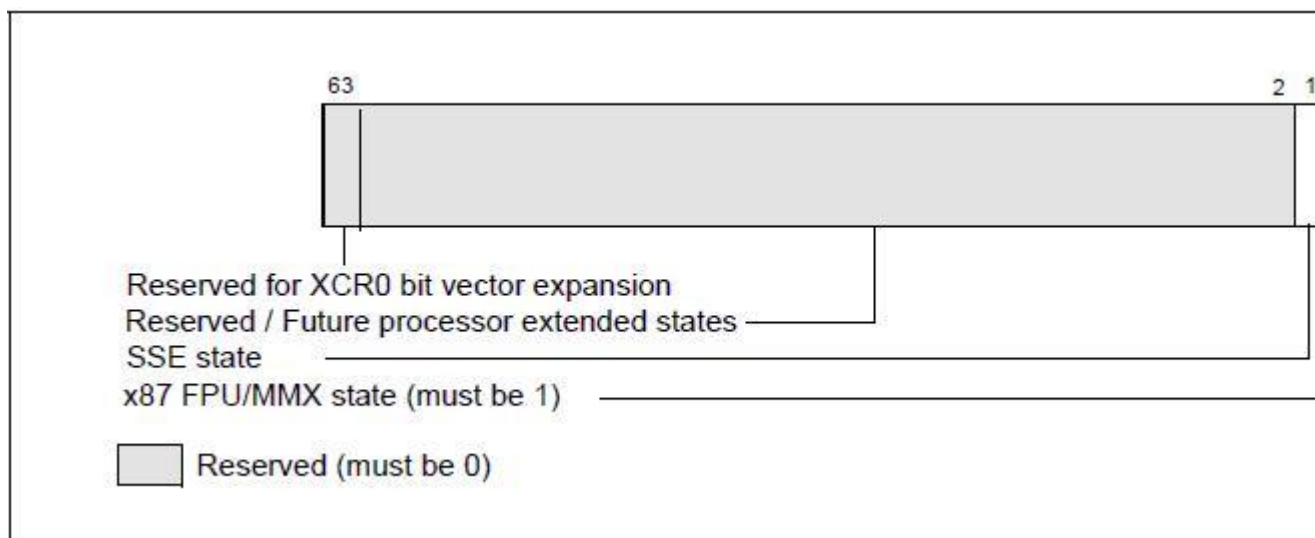 63 2 1
Reserved for XCR0 bit vector expansion
Reserved / Future processor extended states
SSE state
x87 FPU/MMX state (must be 1)
Reserved (must be 0)